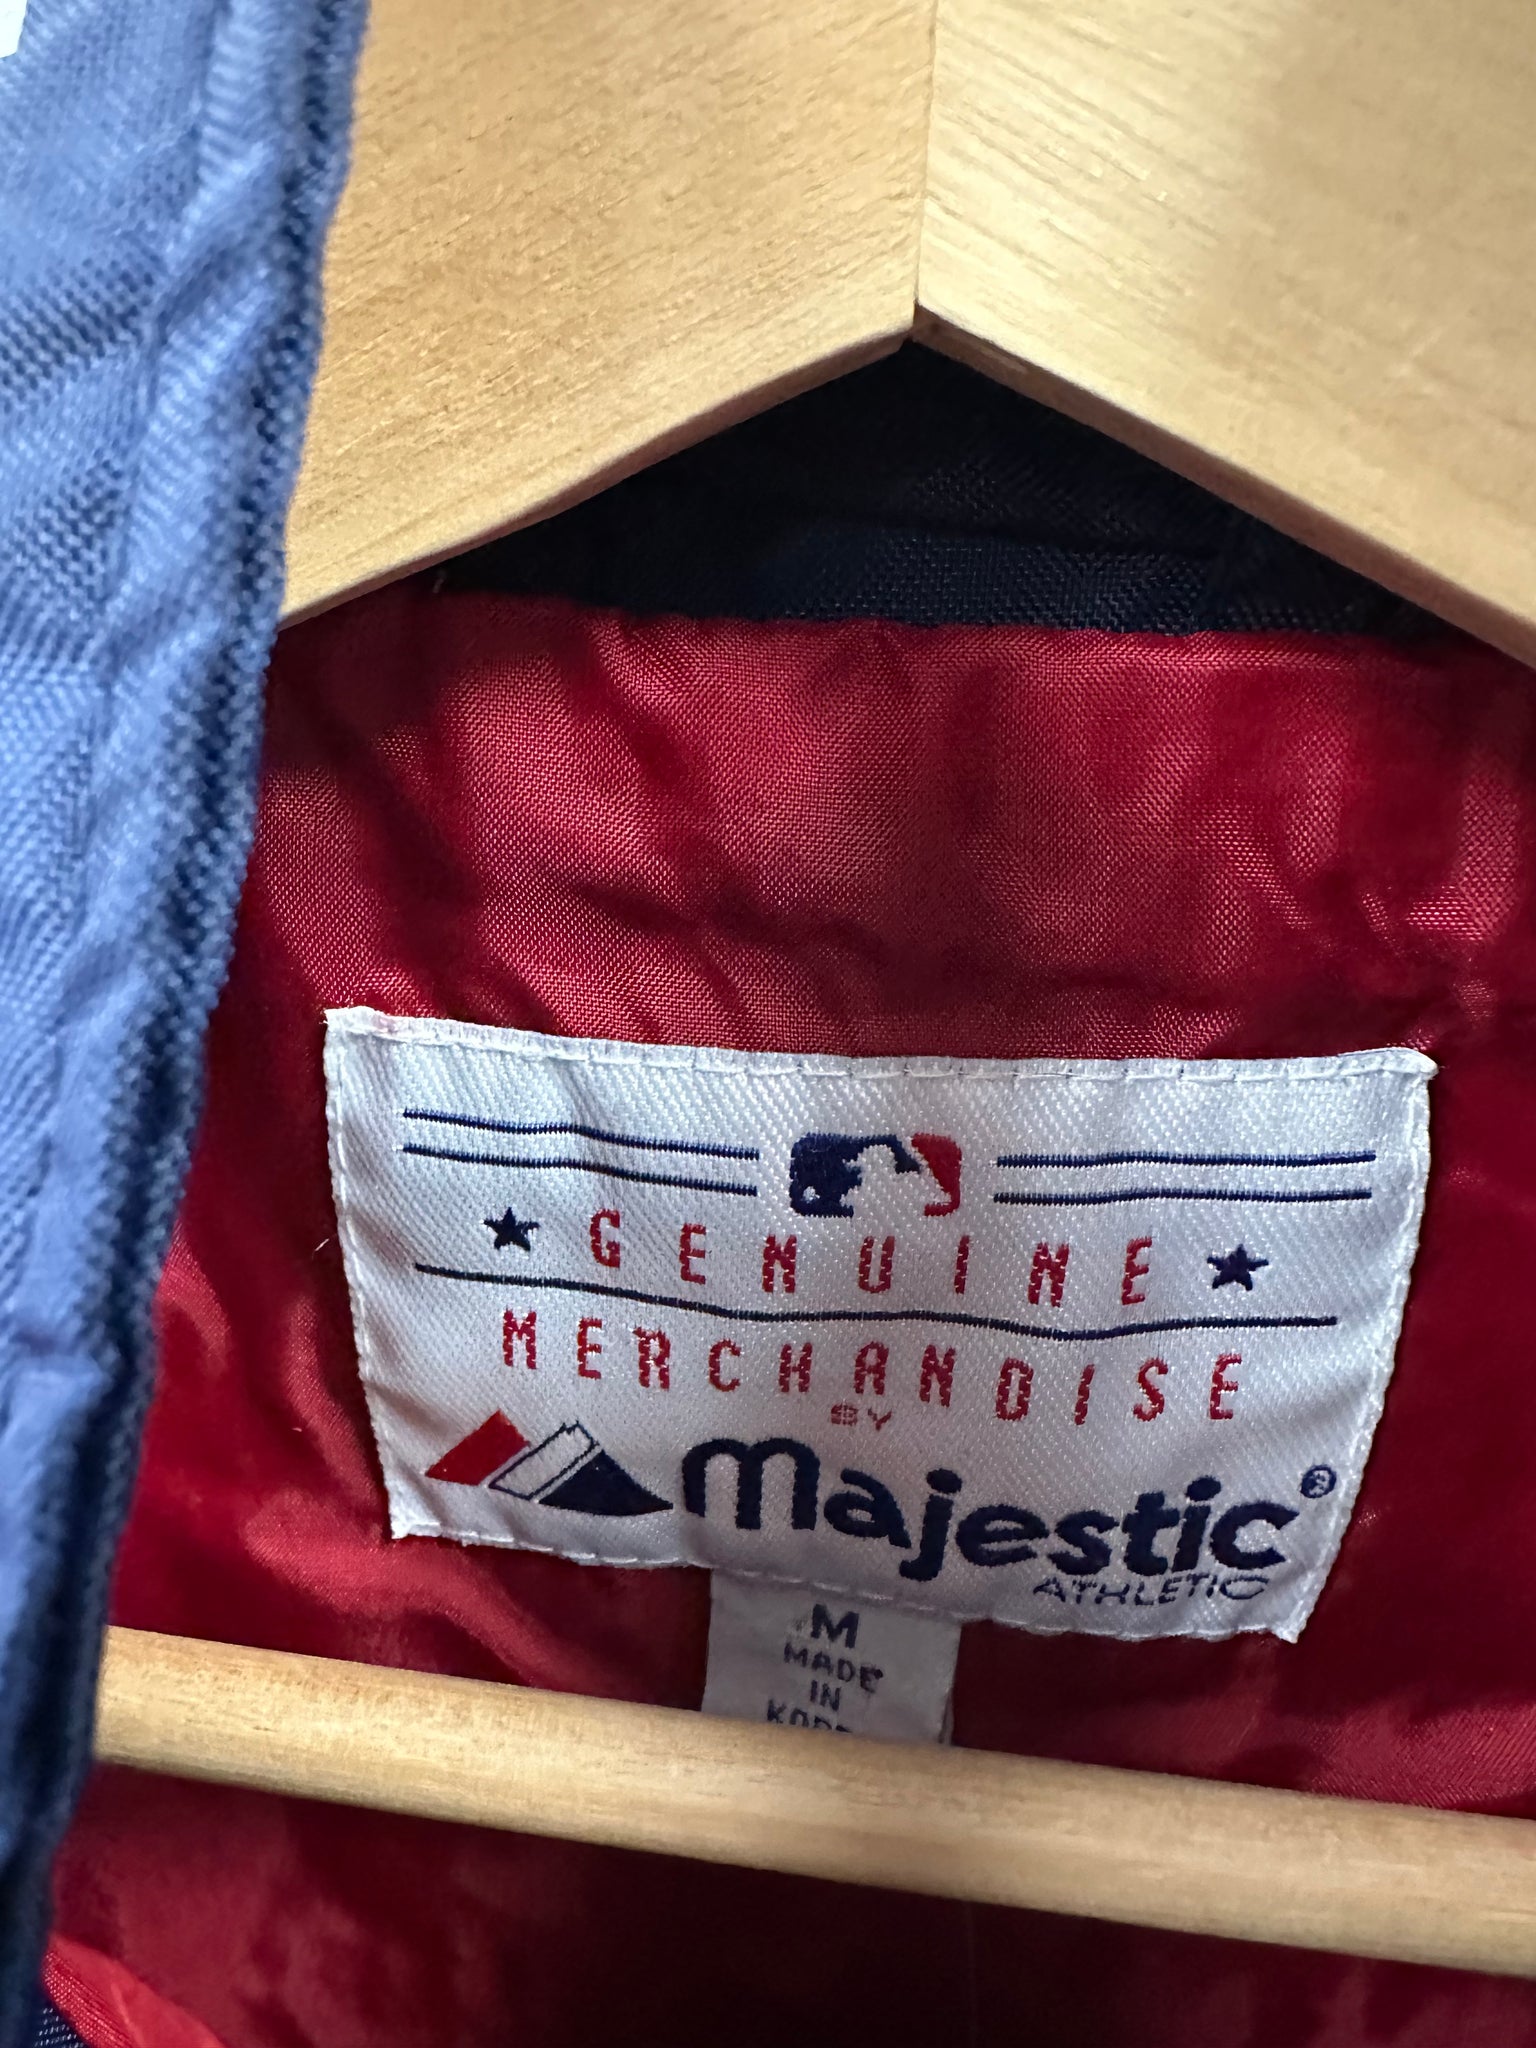 GENUINE
MERCHANDISE
BY
Majestic®
ATHLETIC
M
MADE
IN